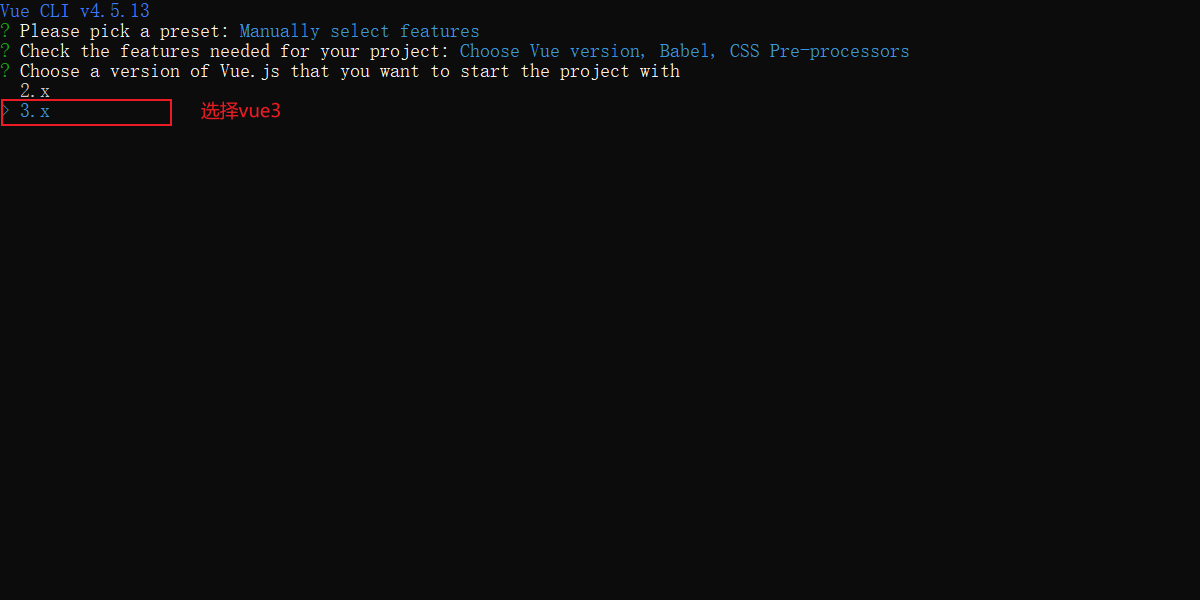 Vue CLI v4.5.13
? Please pick a preset: Manually select features
? Check the features needed for your project: Choose Vue version, Babel, CSS Pre-processors
? Choose a version of Vue.js that you want to start the project with
2.x
> 3.x 选择vue3